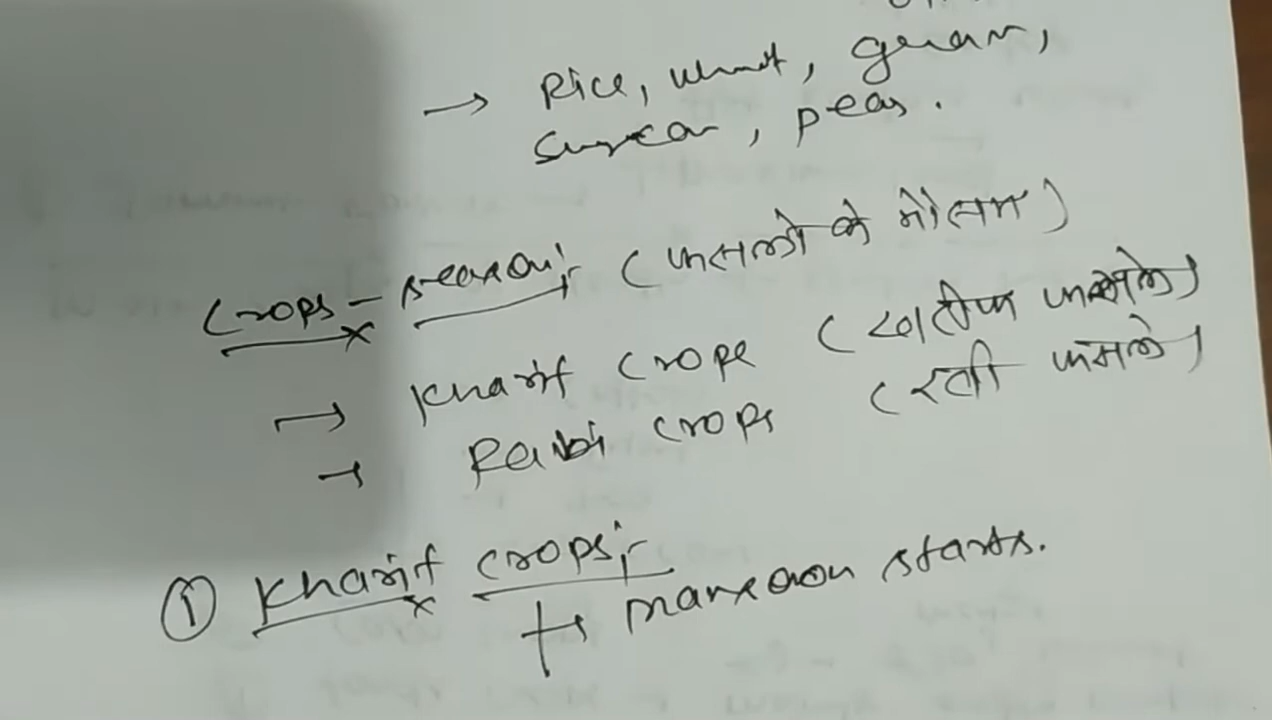 → Rice, wheat, gram,
, peas.
Crops - season:- (फसलो के मौसम)
→ Kharif crops (खरीफ फसले)
→ Rabi crops (रबी फसले)
① Kharif crops:-
→ monsoon starts.